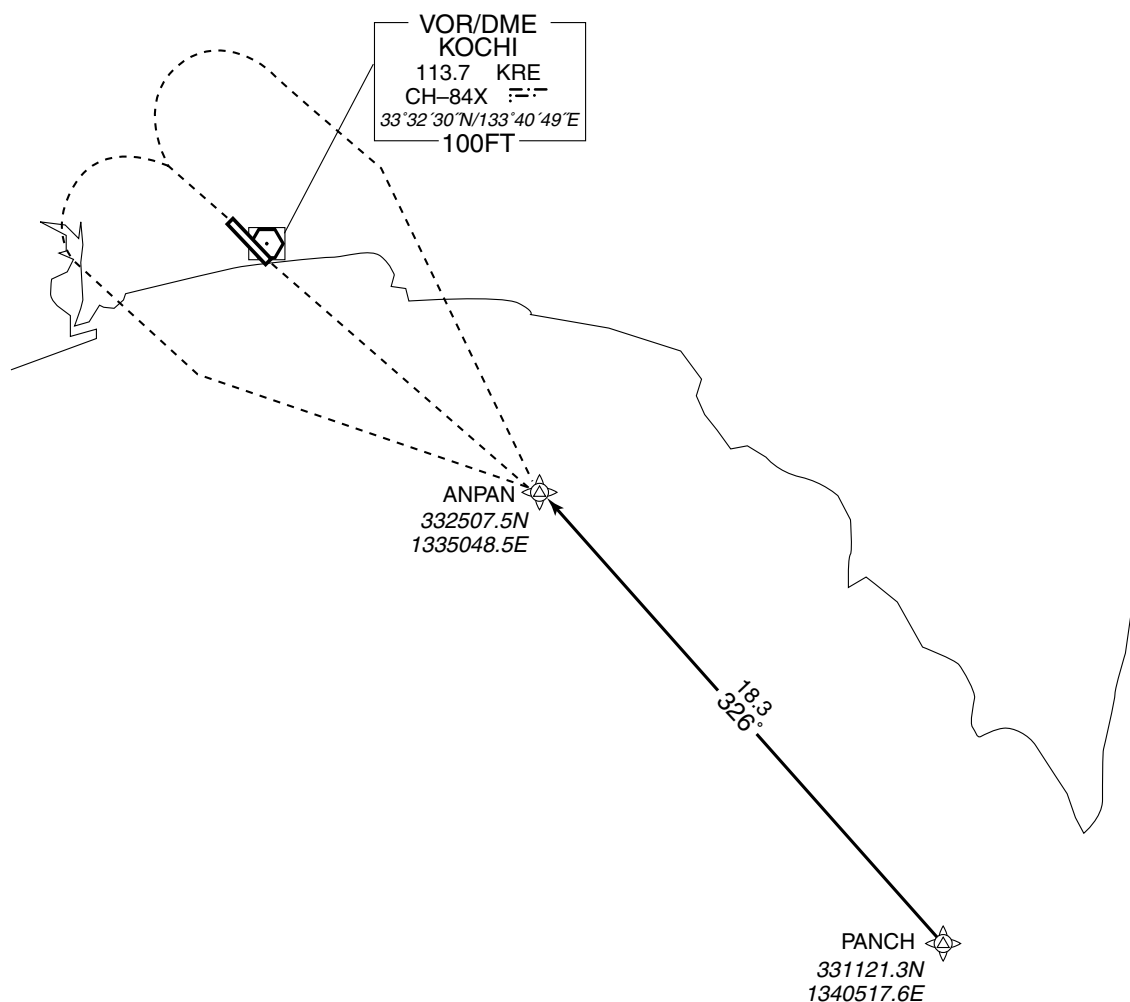 VOR/DME
KOCHI
113.7 KRE
CH–84X
33°32´30˝N/133°40´49˝E
100FT
ANPAN
332507.5N
1335048.5E
18.3
326°
PANCH
331121.3N
1340517.6E